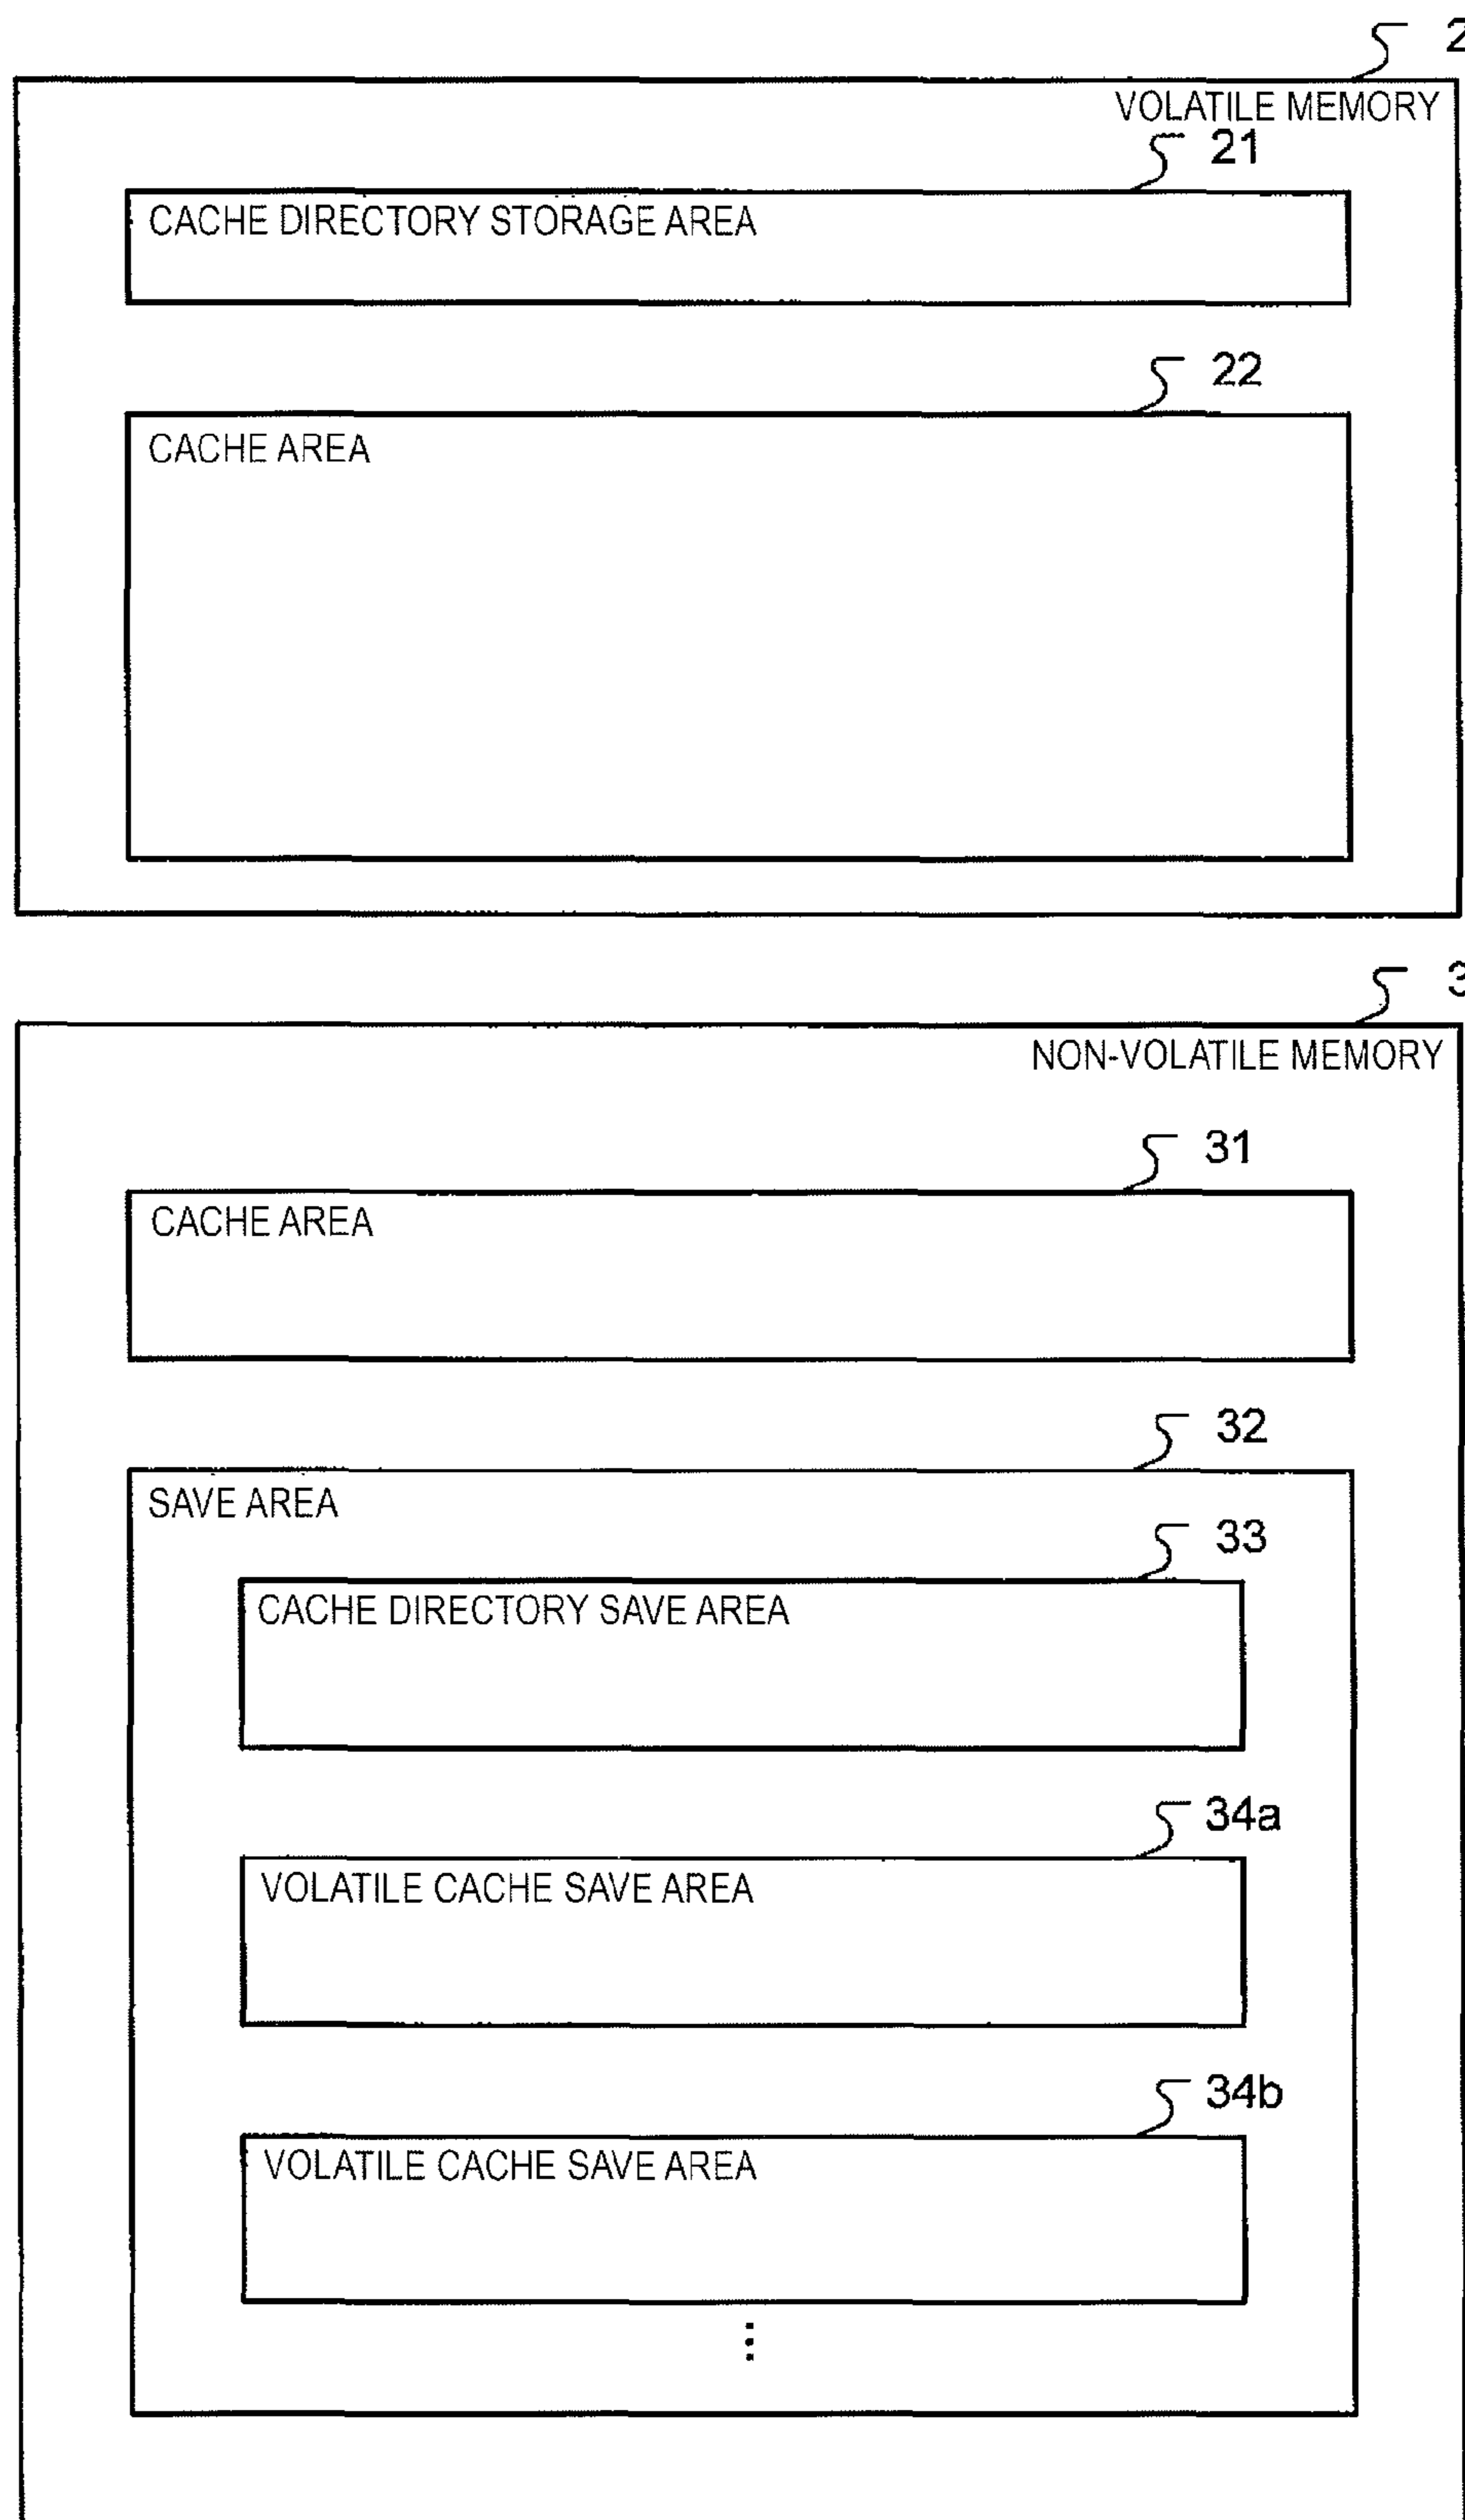 2
VOLATILE MEMORY
21
CACHE DIRECTORY STORAGE AREA
22
CACHE AREA
3
NON-VOLATILE MEMORY
31
CACHE AREA
32
SAVE AREA
33
CACHE DIRECTORY SAVE AREA
34a
VOLATILE CACHE SAVE AREA
34b
VOLATILE CACHE SAVE AREA